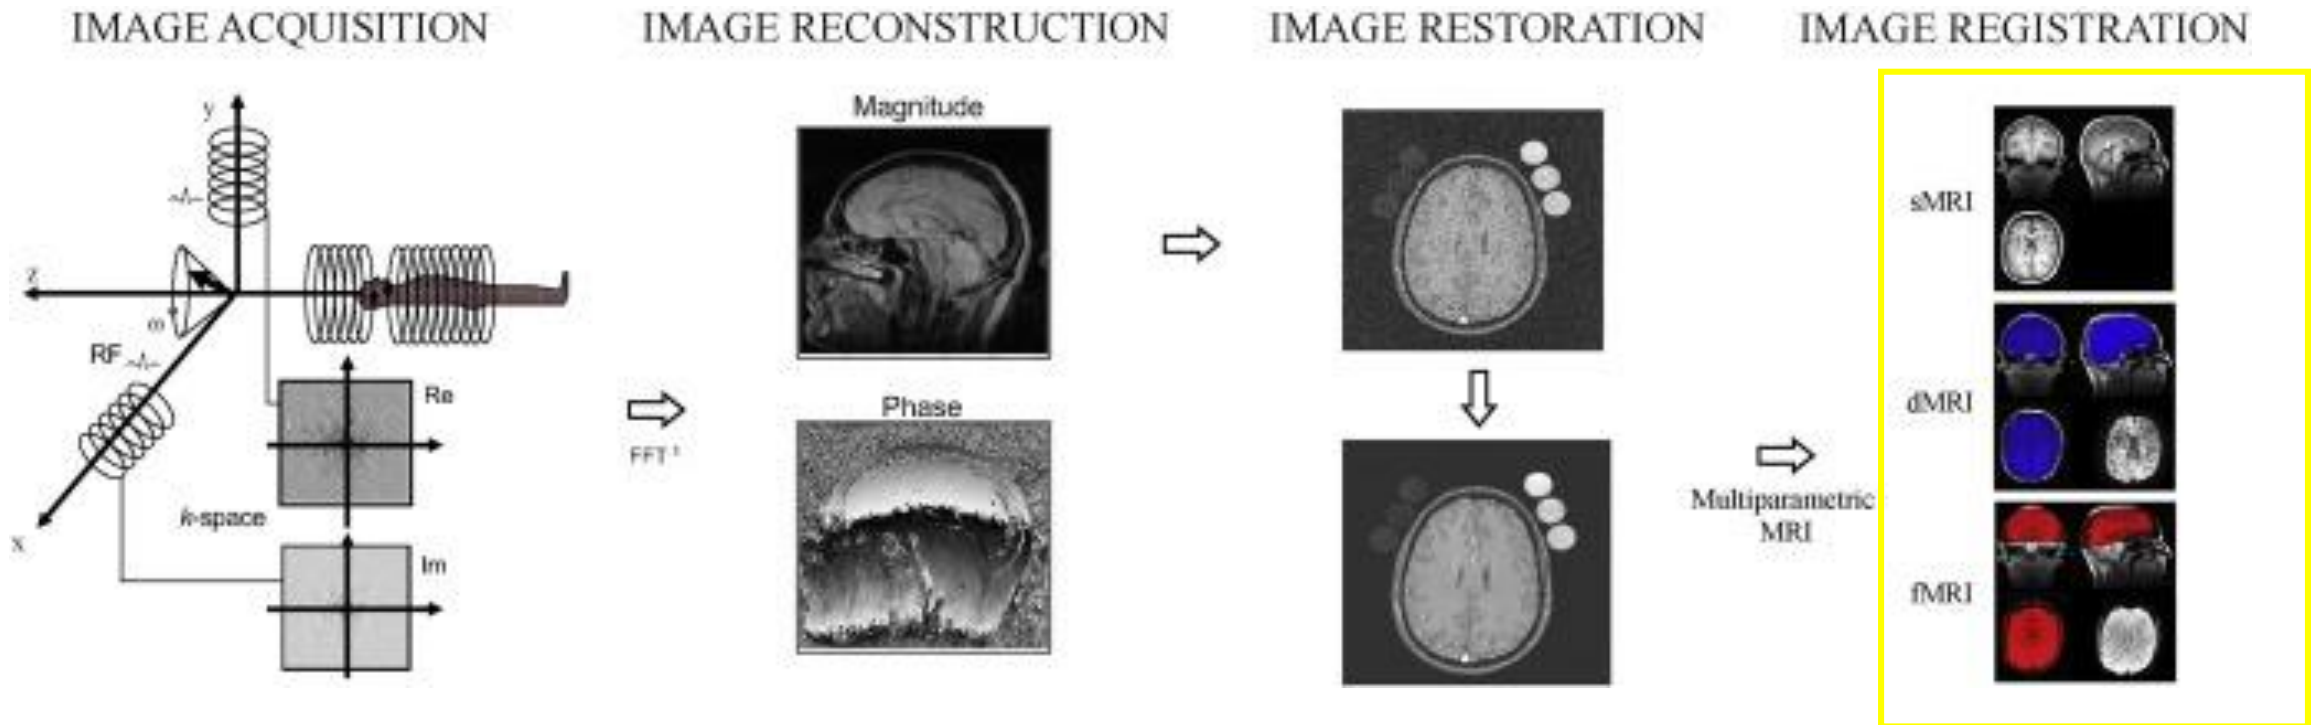 IMAGE ACQUISITION
IMAGE RECONSTRUCTION
IMAGE RESTORATION
IMAGE REGISTRATION
y
z
ω
RF
x
k-space
Re
Im
FFT
Magnitude
Phase
Multiparametric
MRI
sMRI
dMRI
fMRI